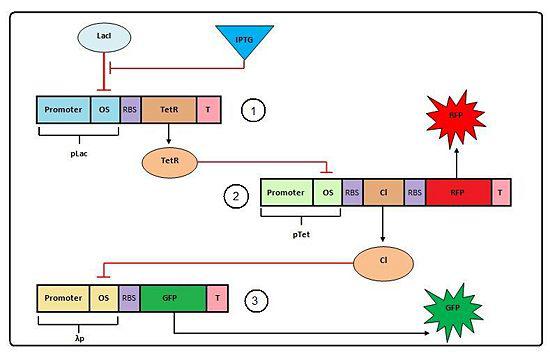 LacI
IPTG
Promoter OS RBS TetR T
1
pLac
TetR
RFP
2
Promoter OS RBS CI RBS RFP T
pTet
CI
Promoter OS RBS GFP T
3
λp
GFP